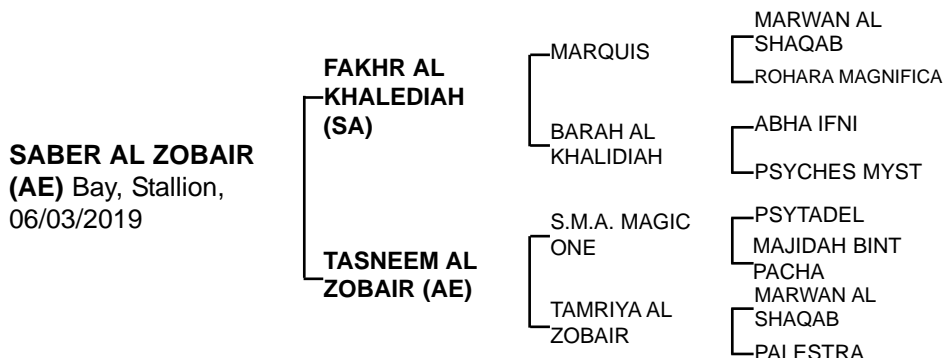 SABER AL ZOBAIR
(AE) Bay, Stallion,
06/03/2019
FAKHR AL
KHALEDIAH
(SA)
TASNEEM AL
ZOBAIR (AE)
MARQUIS
BARAH AL
KHALIDIAH
S.M.A. MAGIC
ONE
TAMRIYA AL
ZOBAIR
MARWAN AL
SHAQAB
ROHARA MAGNIFICA
ABHA IFNI
PSYCHES MYST
PSYTADEL
MAJIDAH BINT
PACHA
MARWAN AL
SHAQAB
PALESTRA